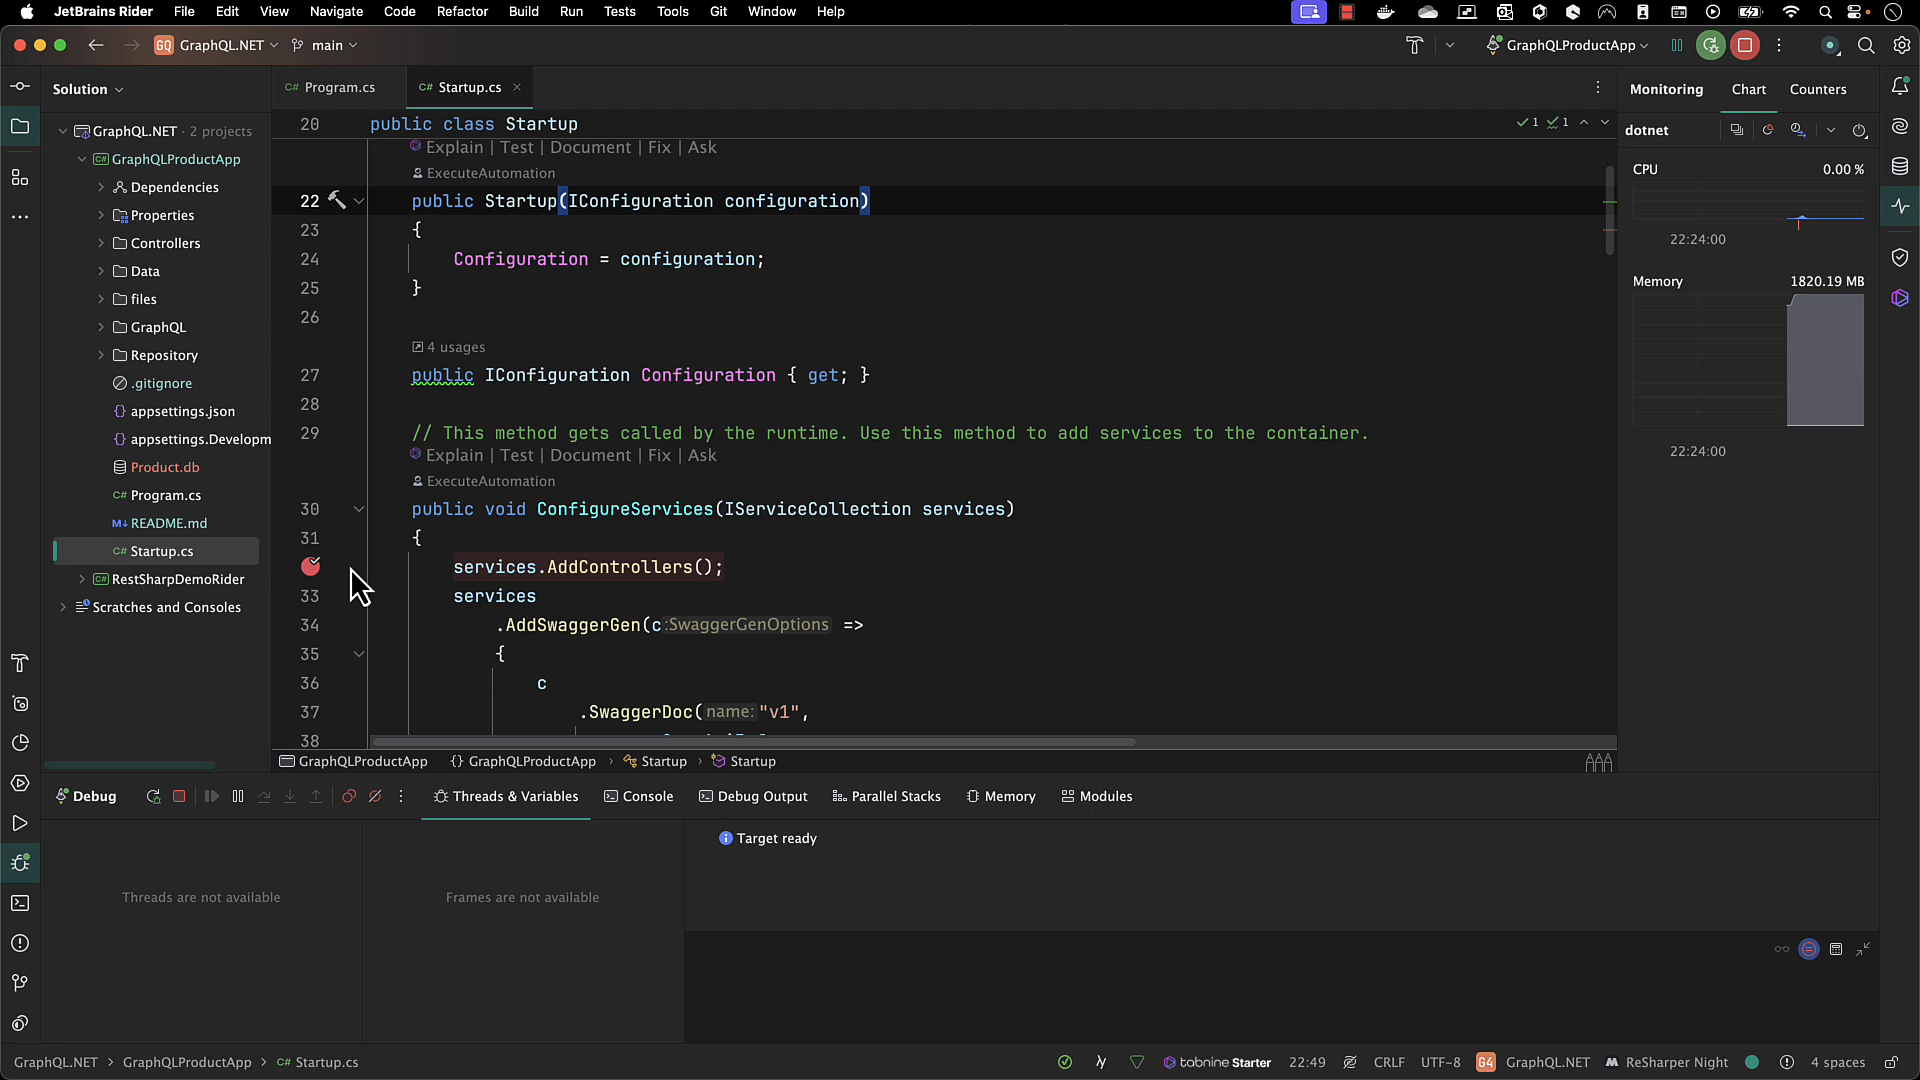 JetBrains Rider File Edit View Navigate Code Refactor Build Run Tests Tools Git Window Help
GQ GraphQL.NET main GraphQLProductApp
Solution
C# Program.cs C# Startup.cs
Monitoring Chart Counters
GraphQL.NET · 2 projects
GraphQLProductApp
Dependencies
Properties
Controllers
Data
files
GraphQL
Repository
.gitignore
appsettings.json
appsettings.Developm
Product.db
C# Program.cs
M↓ README.md
C# Startup.cs
RestSharpDemoRider
Scratches and Consoles
20 public class Startup
1 1
Explain | Test | Document | Fix | Ask
ExecuteAutomation
22 public Startup(IConfiguration configuration)
23 {
24 Configuration = configuration;
25 }
26
4 usages
27 public IConfiguration Configuration { get; }
28
29 // This method gets called by the runtime. Use this method to add services to the container.
Explain | Test | Document | Fix | Ask
ExecuteAutomation
30 public void ConfigureServices(IServiceCollection services)
31 {
services.AddControllers();
33 services
34 .AddSwaggerGen(c :SwaggerGenOptions =>
35 {
36 c
37 .SwaggerDoc( name: "v1",
38
dotnet
CPU 0.00 %
22:24:00
Memory 1820.19 MB
22:24:00
GraphQLProductApp {} GraphQLProductApp › Startup › Startup
Debug
Threads & Variables Console Debug Output Parallel Stacks Memory Modules
Threads are not available
Frames are not available
Target ready
GraphQL.NET › GraphQLProductApp › C# Startup.cs
tabnine Starter 22:49 CRLF UTF-8 G4 GraphQL.NET ReSharper Night 4 spaces